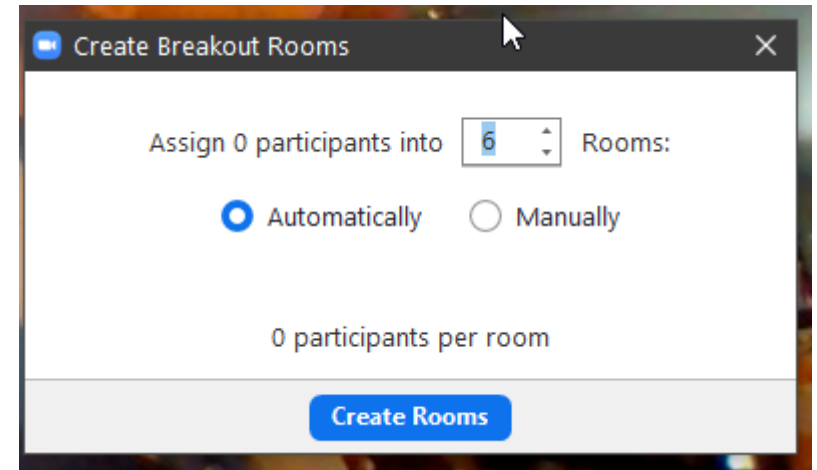 Create Breakout Rooms
Assign 0 participants into 6 Rooms:
Automatically Manually
0 participants per room
Create Rooms